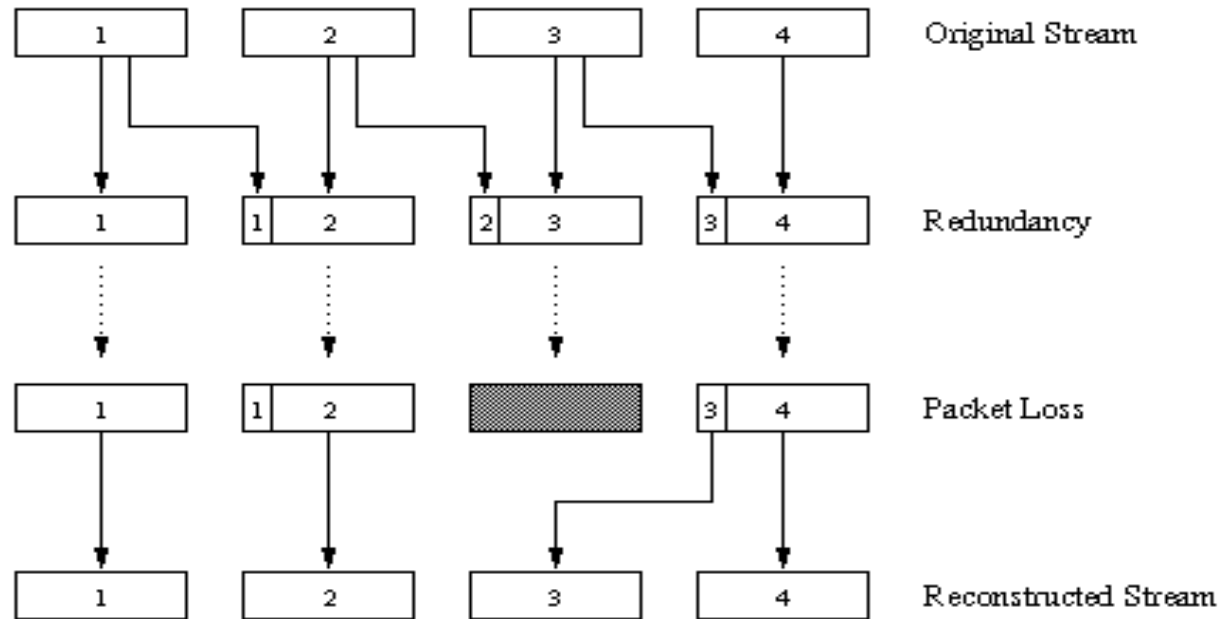 1 2 3 4 Original Stream
1 1 2 2 3 3 4 Redundancy
1 1 2 3 4 Packet Loss
1 2 3 4 Reconstructed Stream